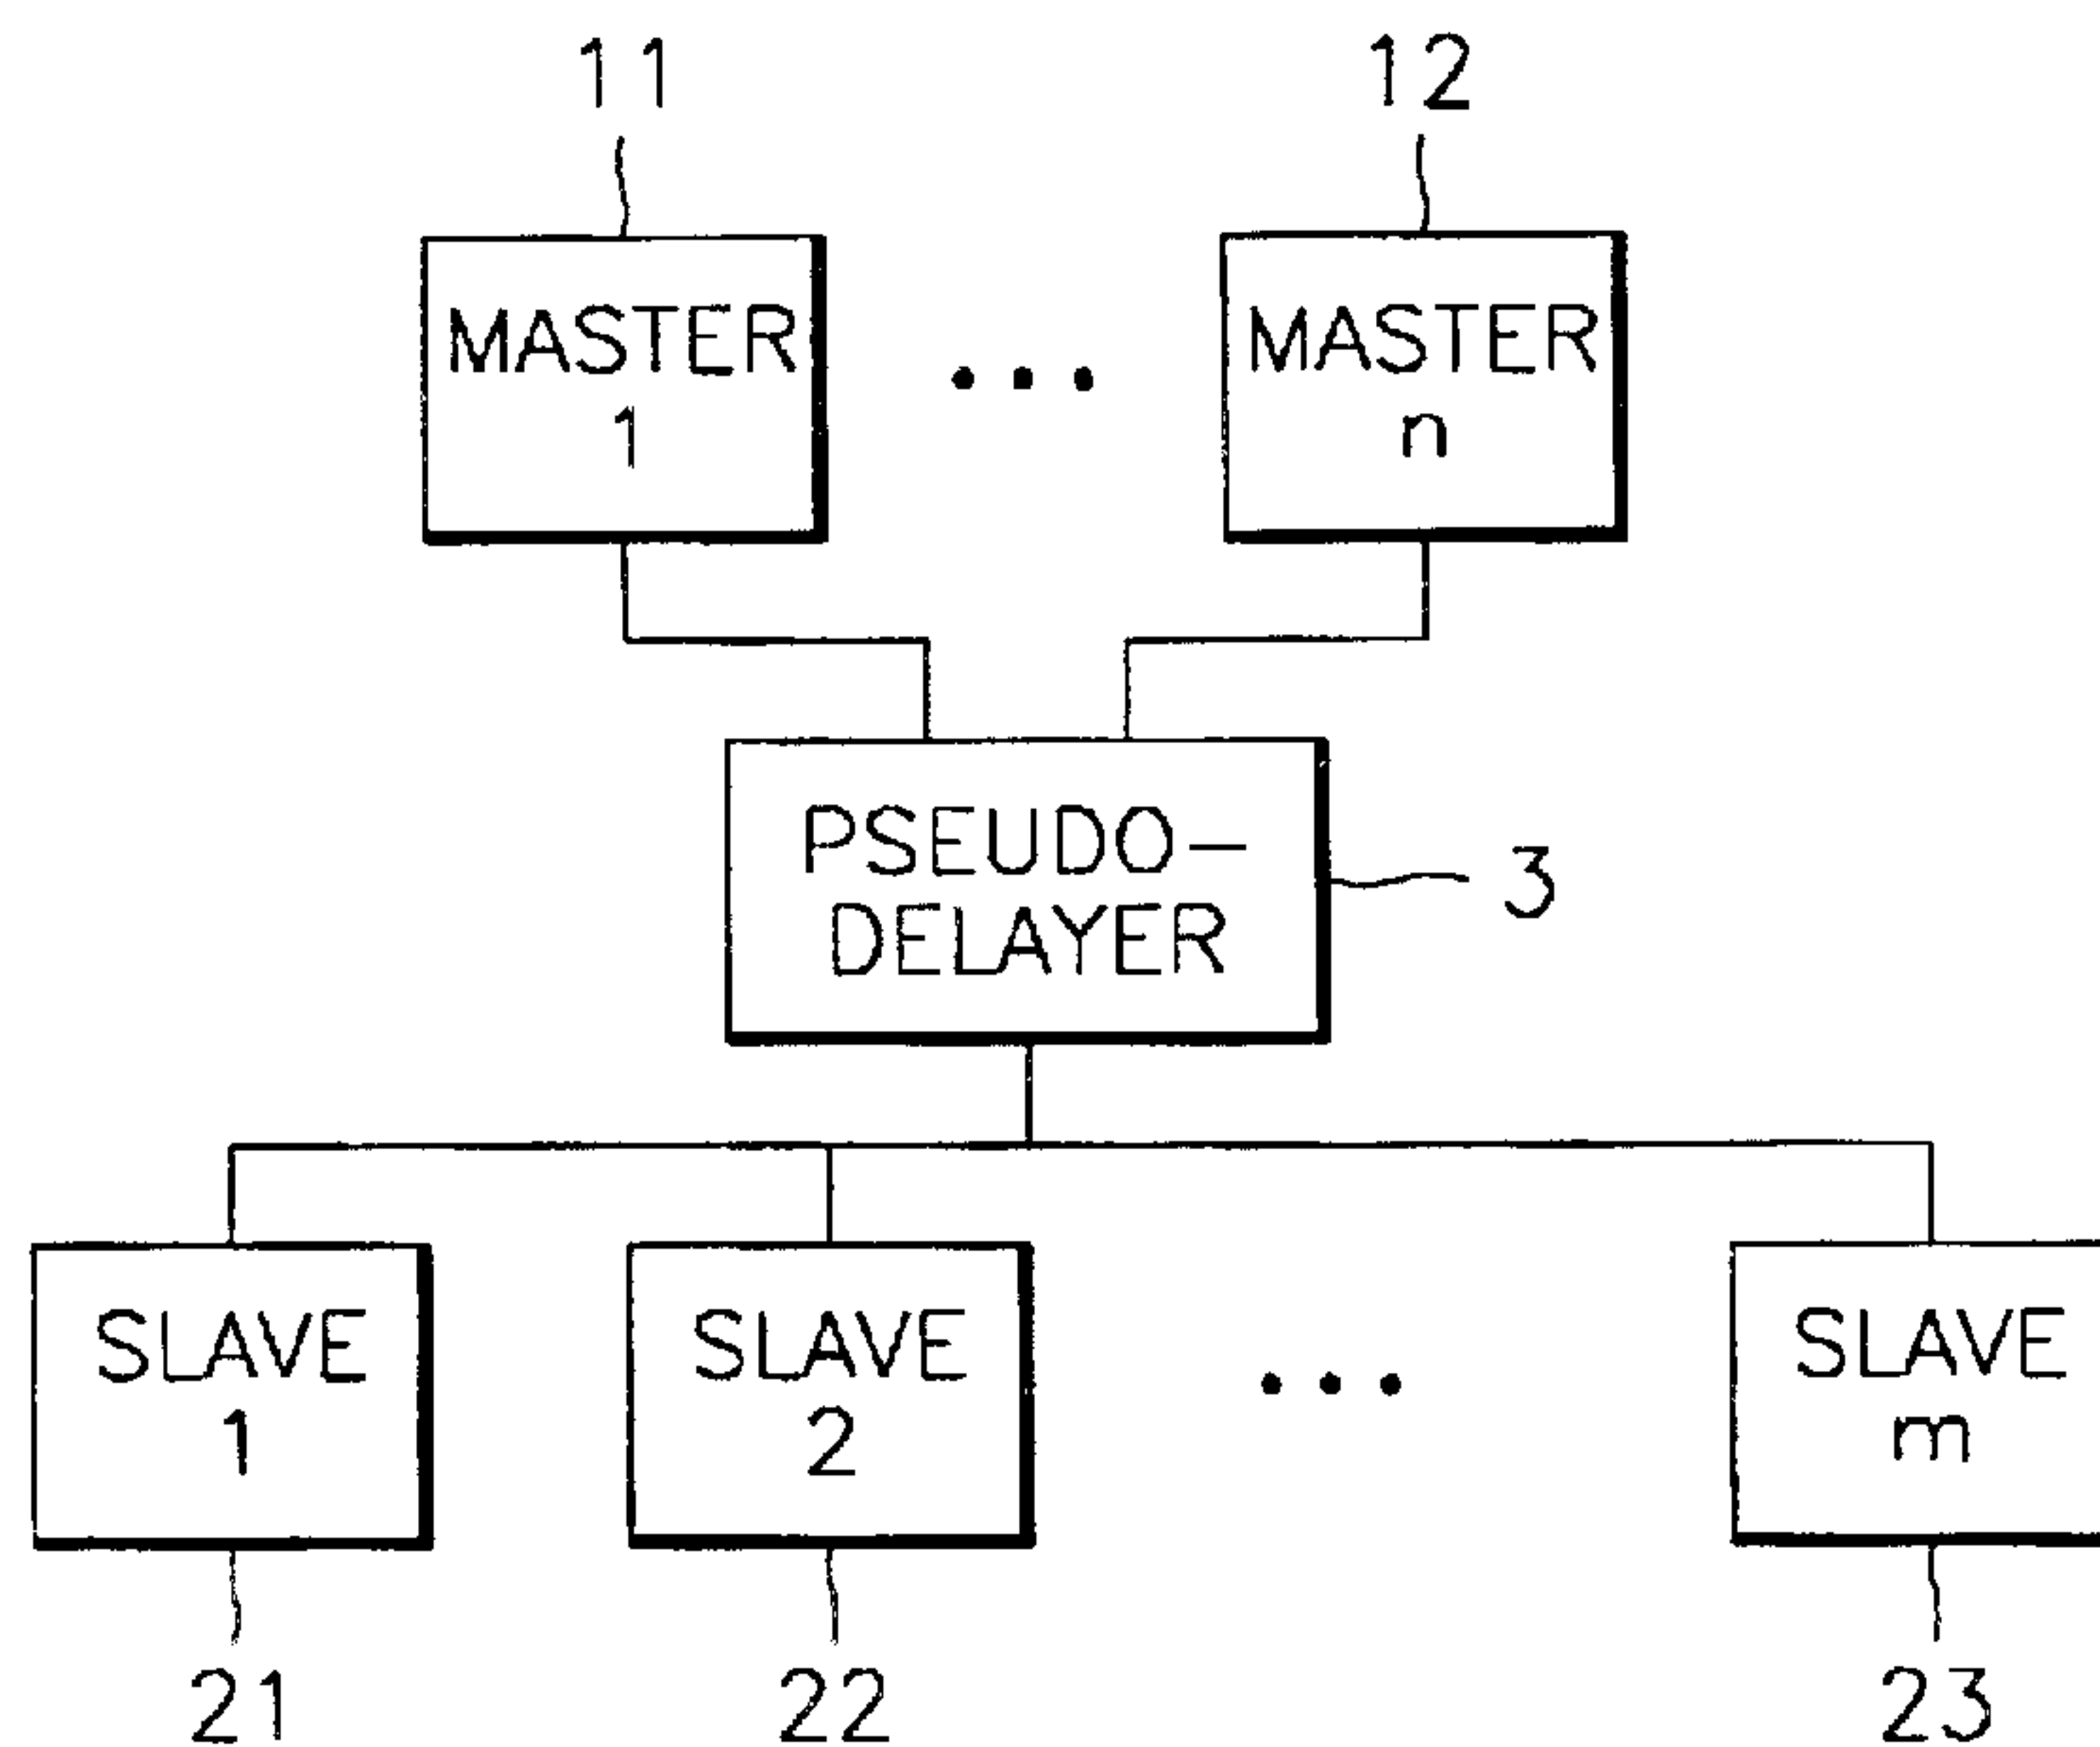 11
12
MASTER
1
• • •
MASTER
n
PSEUDO-
DELAYER
3
SLAVE
1
SLAVE
2
• • •
SLAVE
m
21
22
23